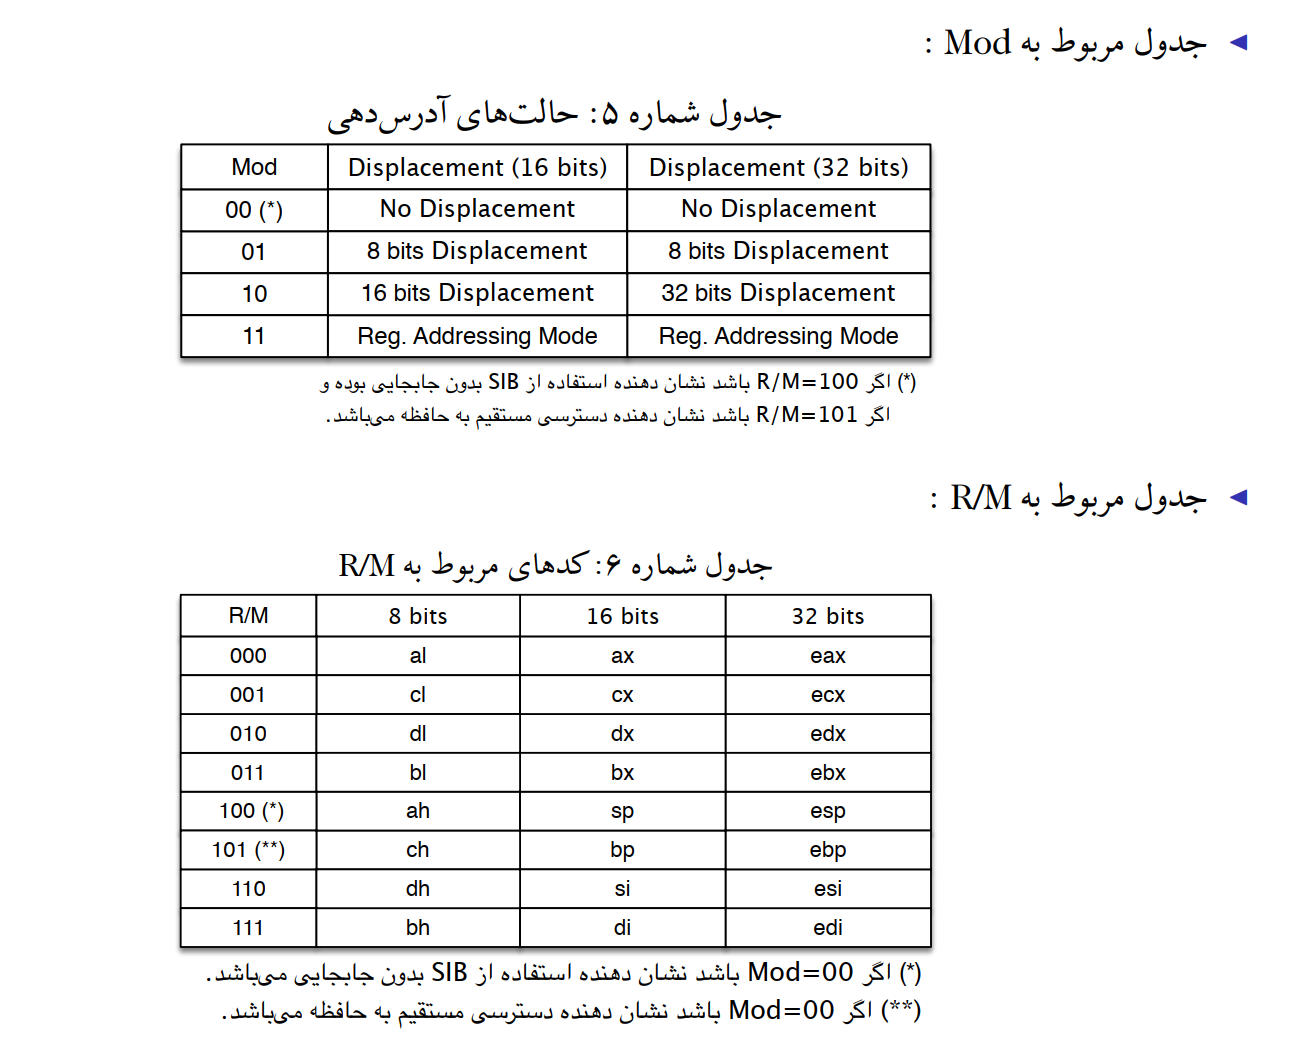 ◀ جدول مربوط به Mod :
جدول شماره ۵: حالت‌های آدرس‌دهی
Mod Displacement (16 bits) Displacement (32 bits)
00 (*) No Displacement No Displacement
01 8 bits Displacement 8 bits Displacement
10 16 bits Displacement 32 bits Displacement
11 Reg. Addressing Mode Reg. Addressing Mode
(*) اگر R/M=100 باشد نشان دهنده استفاده از SIB بدون جابجایی بوده و
اگر R/M=101 باشد نشان دهنده دسترسی مستقیم به حافظه می‌باشد.
◀ جدول مربوط به R/M :
جدول شماره ۶: کدهای مربوط به R/M
R/M 8 bits 16 bits 32 bits
000 al ax eax
001 cl cx ecx
010 dl dx edx
011 bl bx ebx
100 (*) ah sp esp
101 (**) ch bp ebp
110 dh si esi
111 bh di edi
(*) اگر Mod=00 باشد نشان دهنده استفاده از SIB بدون جابجایی می‌باشد.
(**) اگر Mod=00 باشد نشان دهنده دسترسی مستقیم به حافظه می‌باشد.